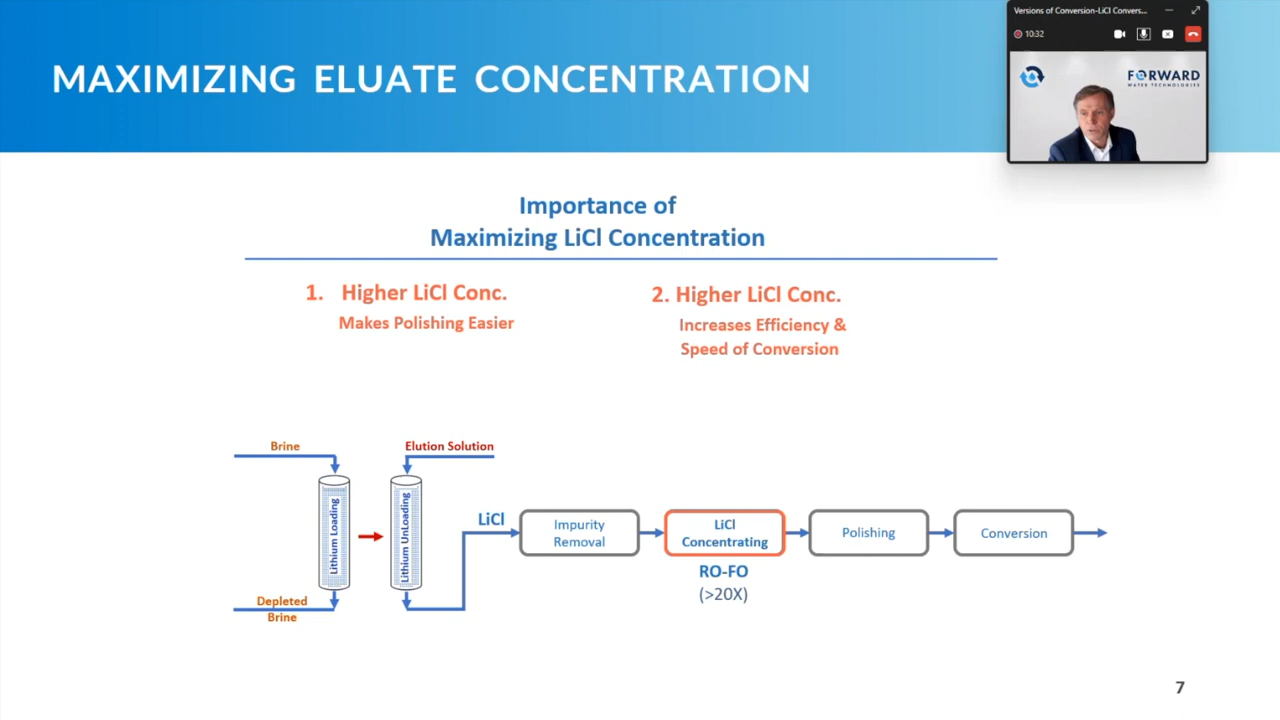 Versions of Conversion-LiCl Convers...
10:32
FORWARD
WATER TECHNOLOGIES
MAXIMIZING ELUATE CONCENTRATION
Importance of
Maximizing LiCl Concentration
1. Higher LiCl Conc.
Makes Polishing Easier
2. Higher LiCl Conc.
Increases Efficiency &
Speed of Conversion
Brine
Elution Solution
Lithium Loading
Lithium UnLoading
Depleted
Brine
LiCl
Impurity
Removal
LiCl
Concentrating
RO-FO
(>20X)
Polishing
Conversion
7